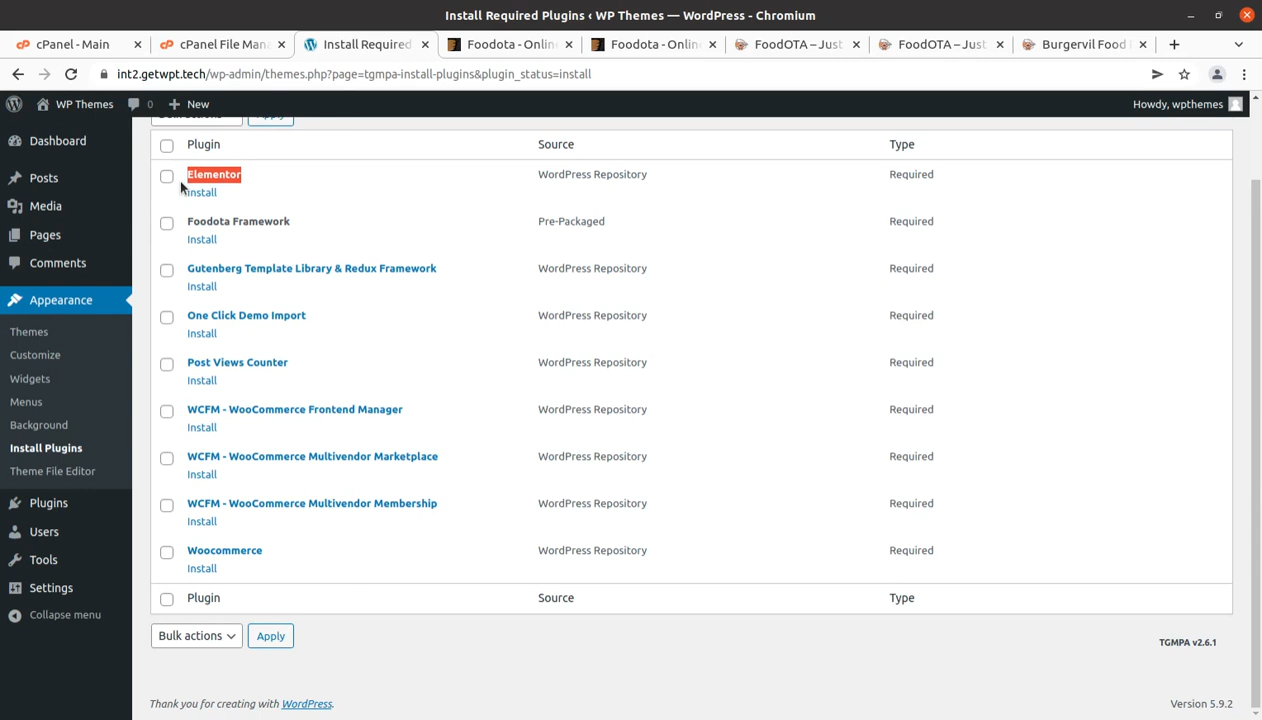 Install Required Plugins ‹ WP Themes — WordPress - Chromium
cPanel - Main
cPanel File Mana
Install Required
Foodota - Onlin
Foodota - Onlin
FoodOTA – Just
FoodOTA – Just
Burgervil Food
int2.getwpt.tech/wp-admin/themes.php?page=tgmpa-install-plugins&plugin_status=install
WP Themes
0
New
Howdy, wpthemes
Dashboard
Posts
Media
Pages
Comments
Appearance
Themes
Customize
Widgets
Menus
Background
Install Plugins
Theme File Editor
Plugins
Users
Tools
Settings
Collapse menu
Bulk actions Apply
Plugin Source Type
Elementor WordPress Repository Required
Install
Foodota Framework Pre-Packaged Required
Install
Gutenberg Template Library & Redux Framework WordPress Repository Required
Install
One Click Demo Import WordPress Repository Required
Install
Post Views Counter WordPress Repository Required
Install
WCFM - WooCommerce Frontend Manager WordPress Repository Required
Install
WCFM - WooCommerce Multivendor Marketplace WordPress Repository Required
Install
WCFM - WooCommerce Multivendor Membership WordPress Repository Required
Install
Woocommerce WordPress Repository Required
Install
Plugin Source Type
Bulk actions Apply
TGMPA v2.6.1
Thank you for creating with WordPress.
Version 5.9.2